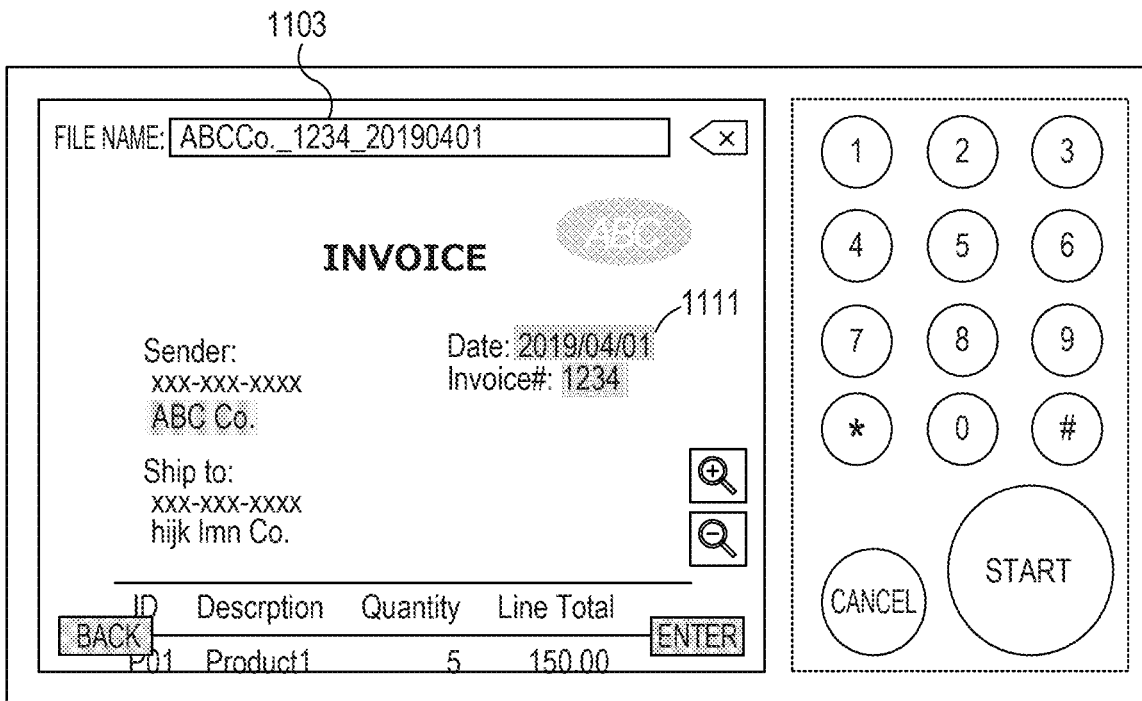 1103
FILE NAME: ABCCo._1234_20190401
ABC
INVOICE
1111
Date: 2019/04/01
Invoice#: 1234
Sender:
xxx-xxx-xxxx
ABC Co.
Ship to:
xxx-xxx-xxxx
hijk lmn Co.
ID Descrption Quantity Line Total
BACK ENTER
P01 Product1 5 150.00
1 2 3
4 5 6
7 8 9
* 0 #
CANCEL START